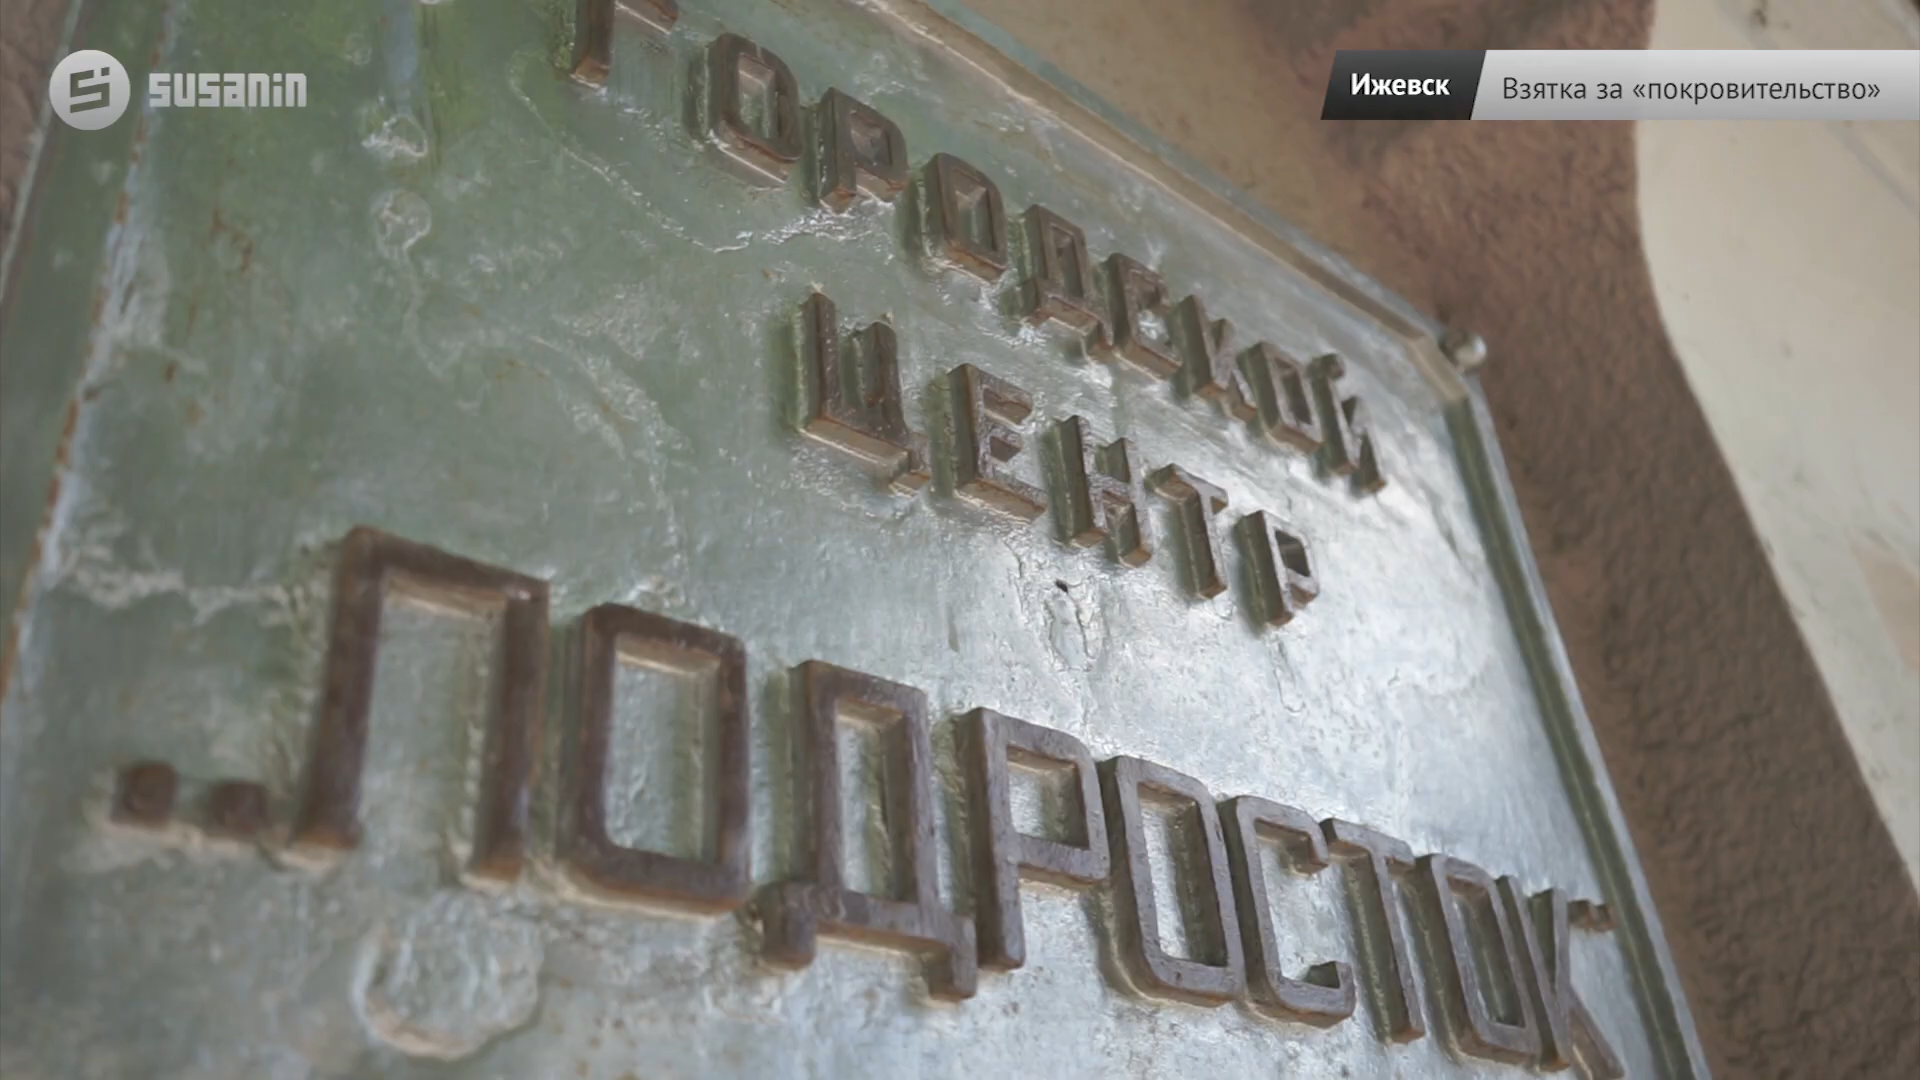 susanin
Ижевск
Взятка за «покровительство»
Городской
центр
„ПОДРОСТОК"